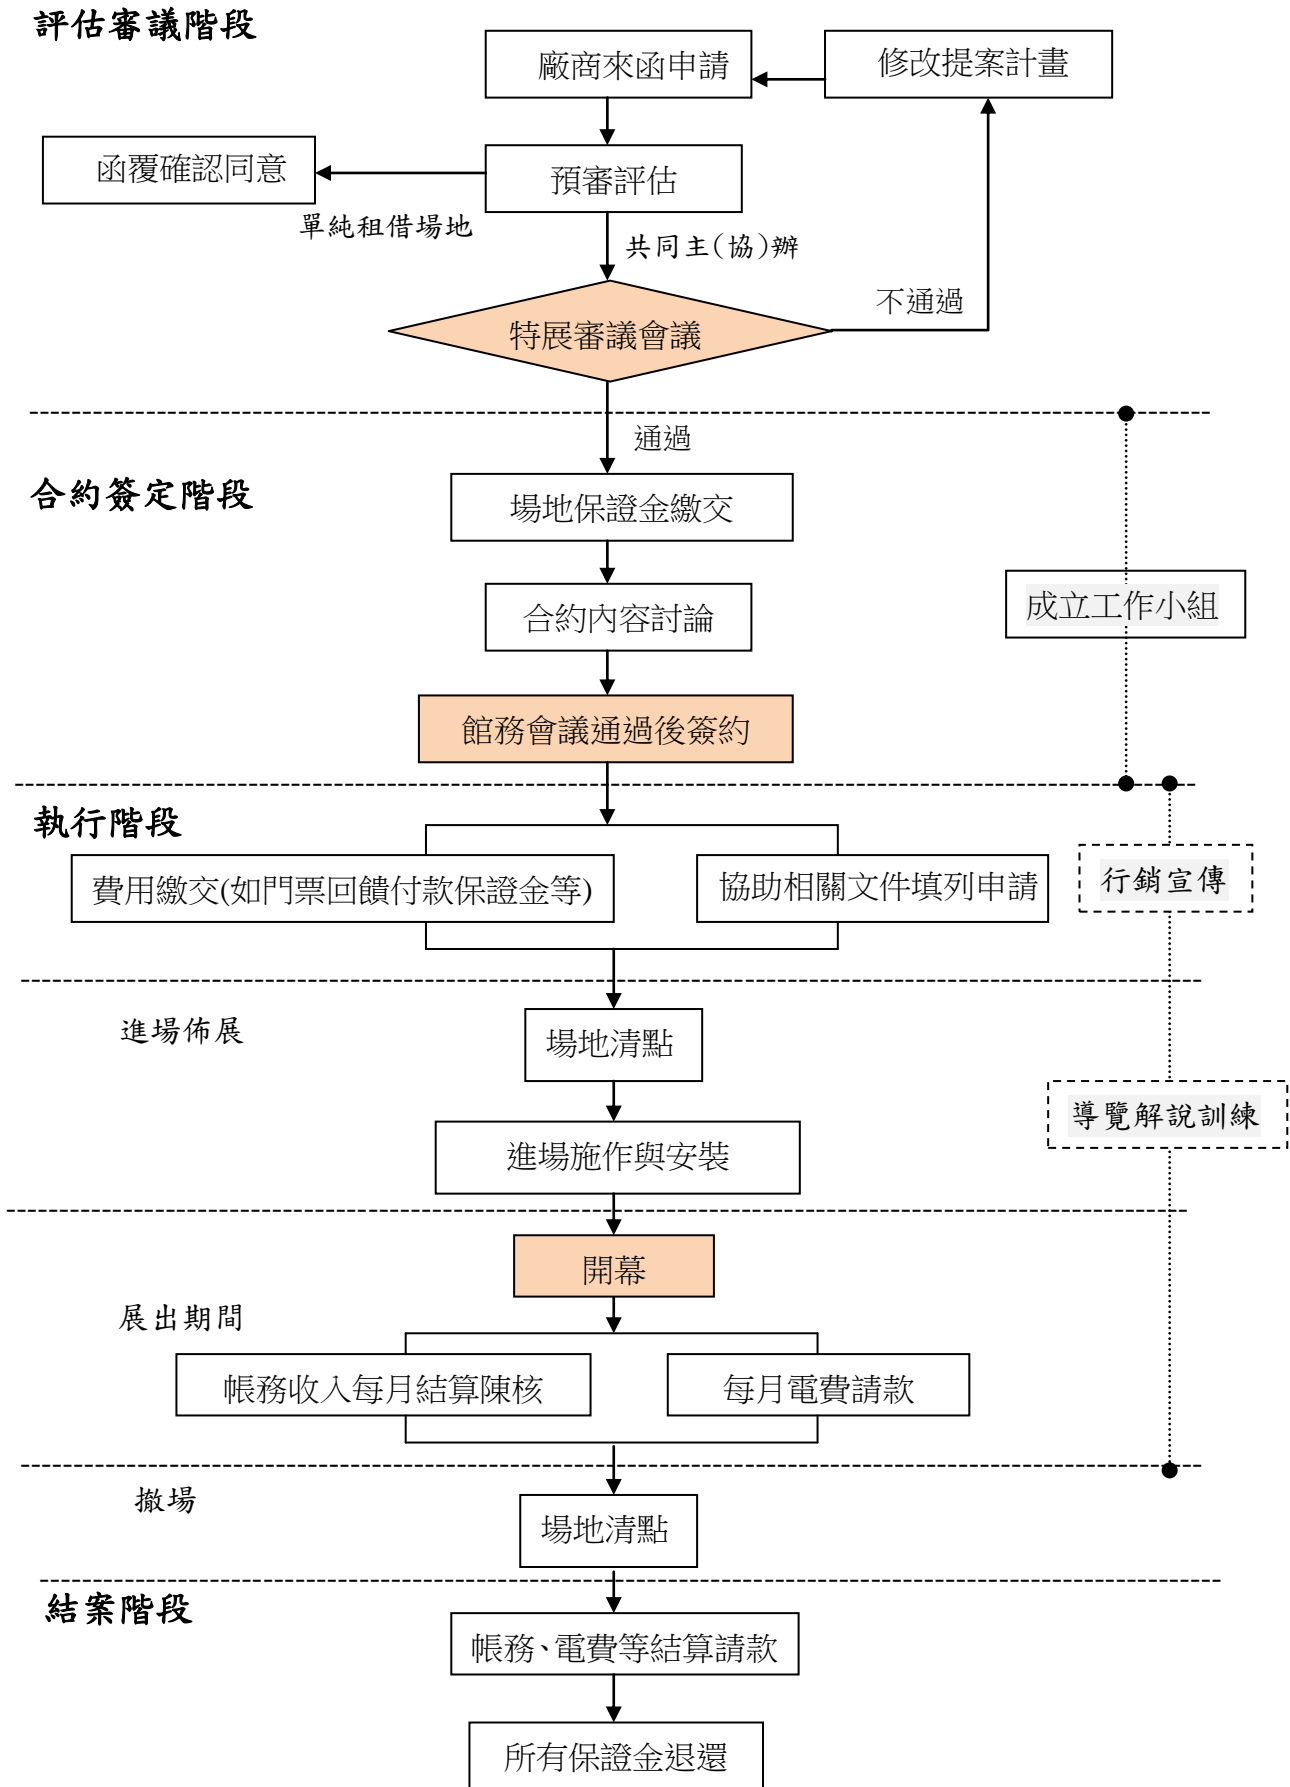 評估審議階段
廠商來函申請
修改提案計畫
函覆確認同意
預審評估
單純租借場地
共同主(協)辦
不通過
特展審議會議
通過
合約簽定階段
場地保證金繳交
成立工作小組
合約內容討論
館務會議通過後簽約
執行階段
費用繳交(如門票回饋付款保證金等)
協助相關文件填列申請
行銷宣傳
進場佈展
場地清點
導覽解說訓練
進場施作與安裝
開幕
展出期間
帳務收入每月結算陳核
每月電費請款
撤場
場地清點
結案階段
帳務、電費等結算請款
所有保證金退還